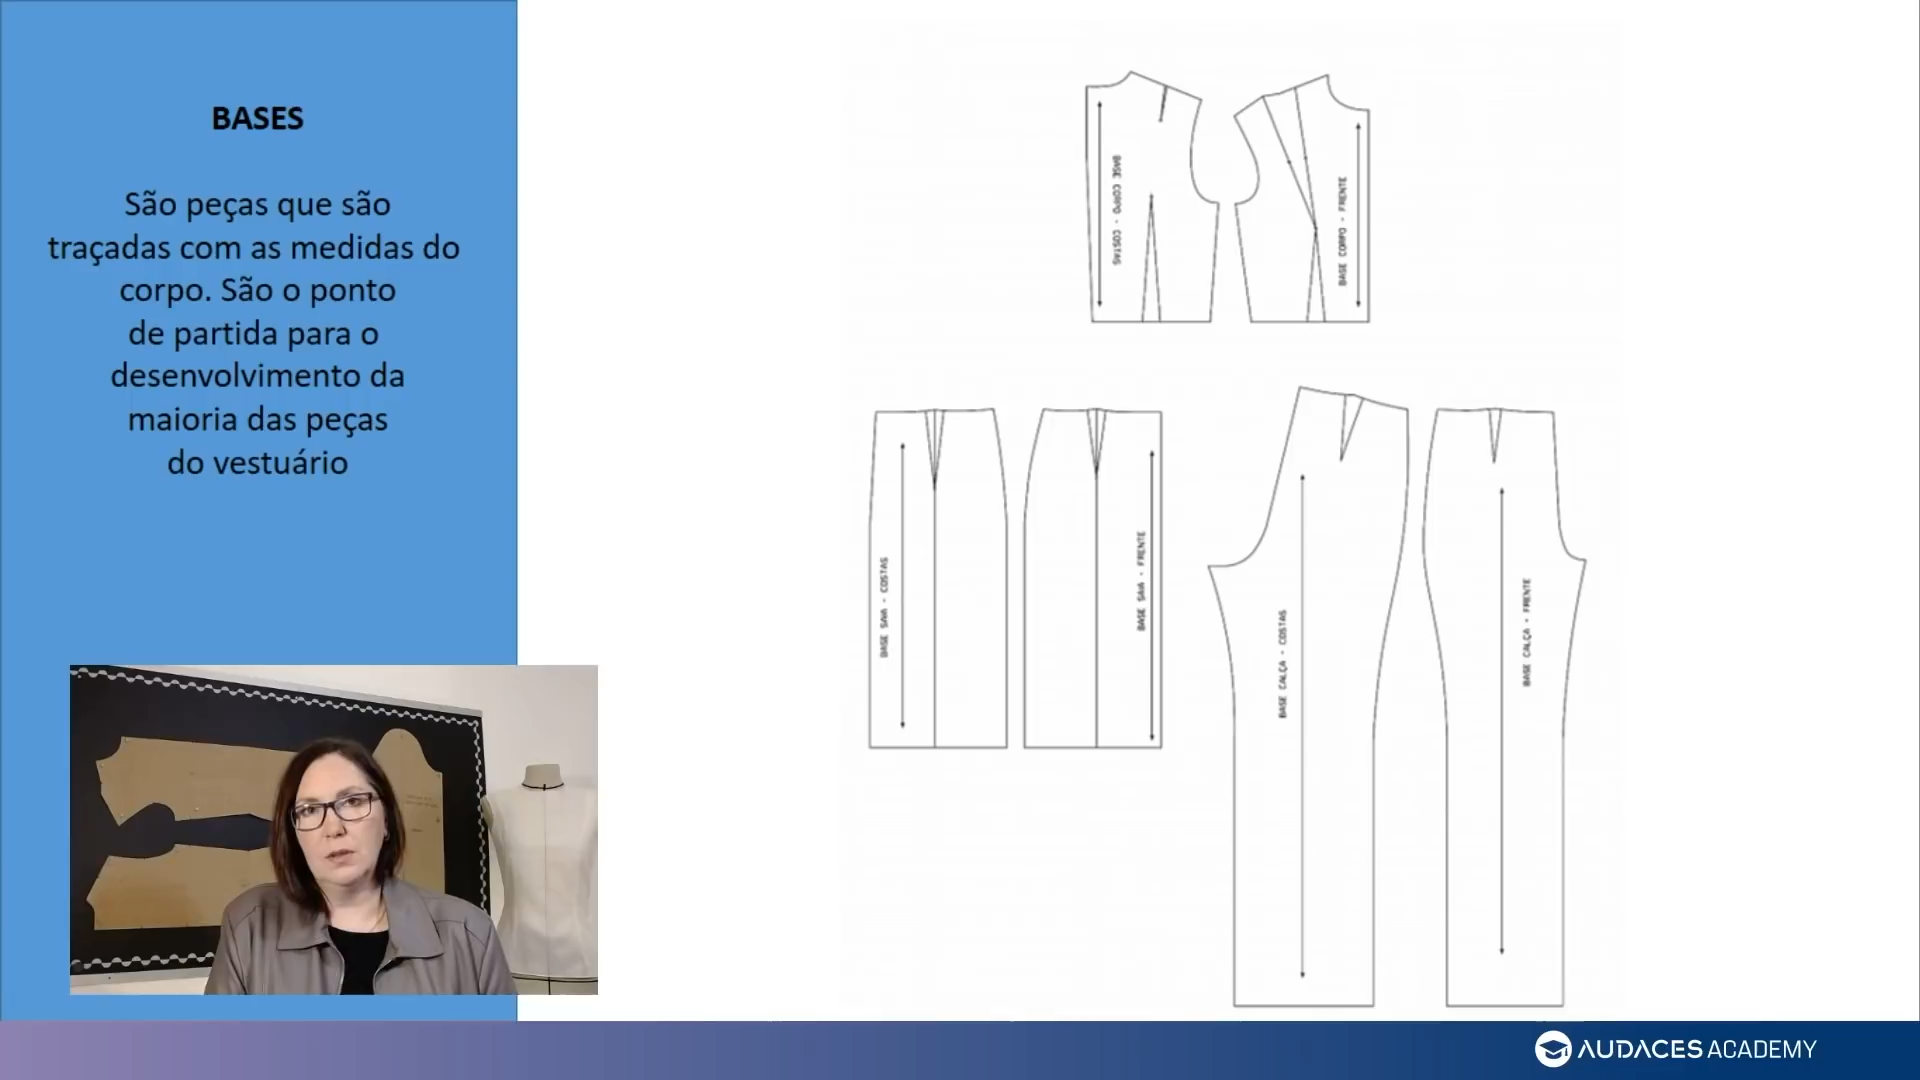 BASES
São peças que são
traçadas com as medidas do
corpo. São o ponto
de partida para o
desenvolvimento da
maioria das peças
do vestuário
BASE CORPO - COSTAS
BASE CORPO - FRENTE
BASE SAIA - COSTAS
BASE SAIA - FRENTE
BASE CALÇA - COSTAS
BASE CALÇA - FRENTE
AUDACES ACADEMY